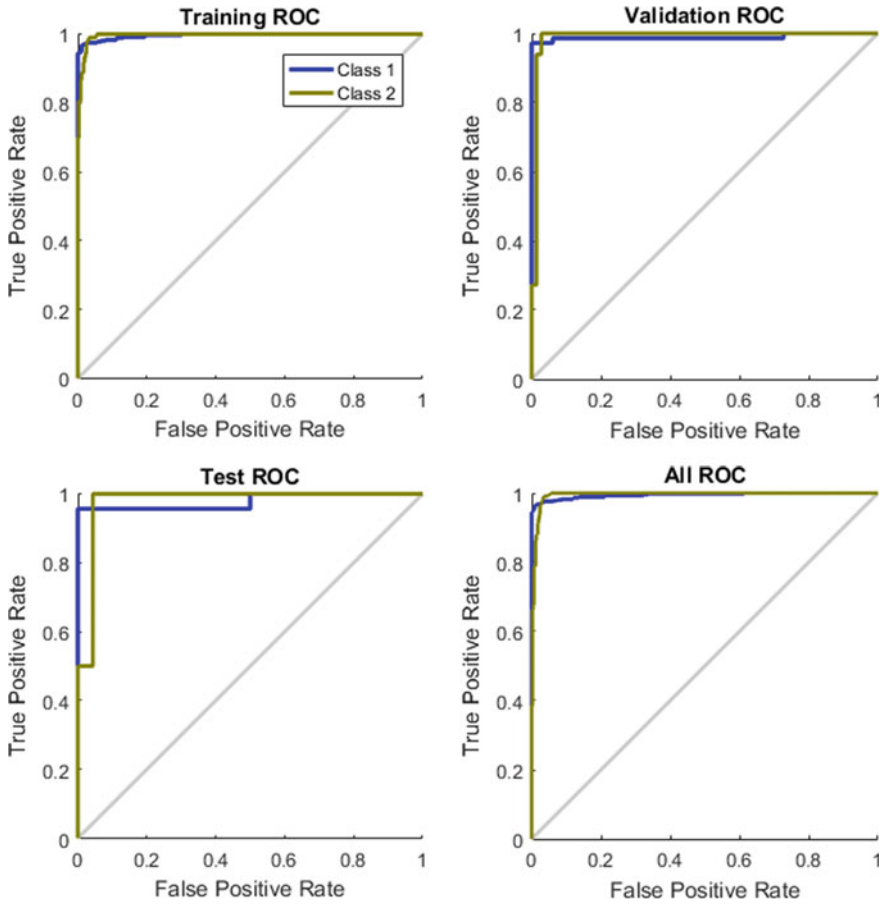 Training ROC
1
0.8
0.6
0.4
0.2
0
True Positive Rate
Class 1
Class 2
0 0.2 0.4 0.6 0.8 1
False Positive Rate
Validation ROC
1
0.8
0.6
0.4
0.2
0
True Positive Rate
0 0.2 0.4 0.6 0.8 1
False Positive Rate
Test ROC
1
0.8
0.6
0.4
0.2
0
True Positive Rate
0 0.2 0.4 0.6 0.8 1
False Positive Rate
All ROC
1
0.8
0.6
0.4
0.2
0
True Positive Rate
0 0.2 0.4 0.6 0.8 1
False Positive Rate